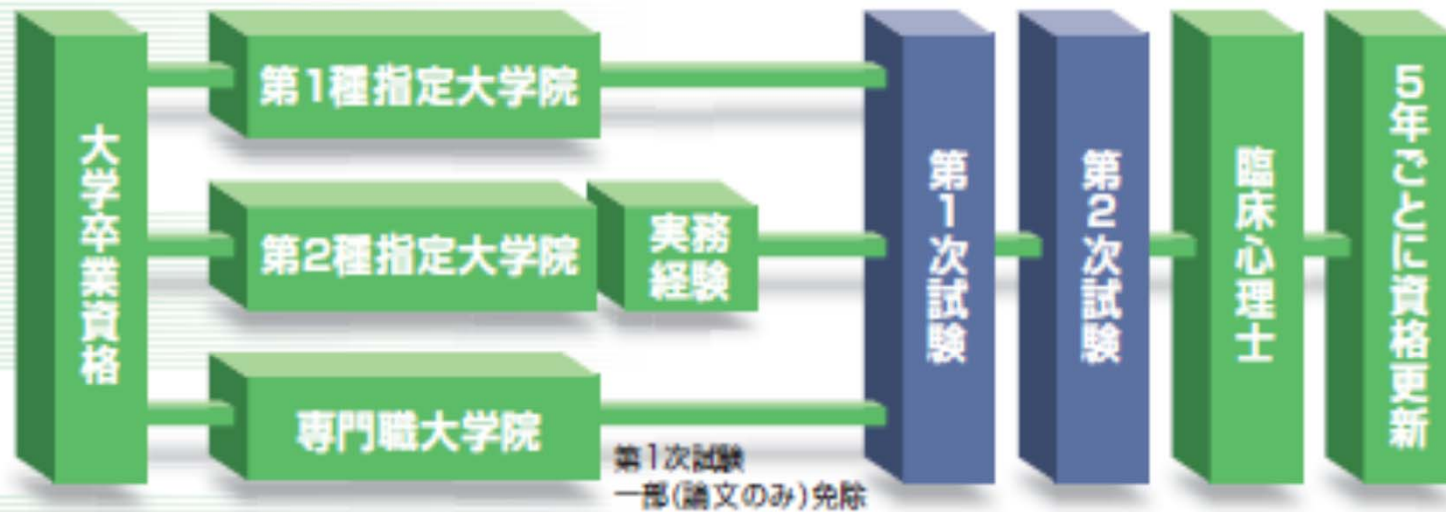 大学卒業資格
第1種指定大学院
第2種指定大学院
実務
経験
専門職大学院
第1次試験
一部(論文のみ)免除
第1次試験
第2次試験
臨床心理士
5年ごとに資格更新